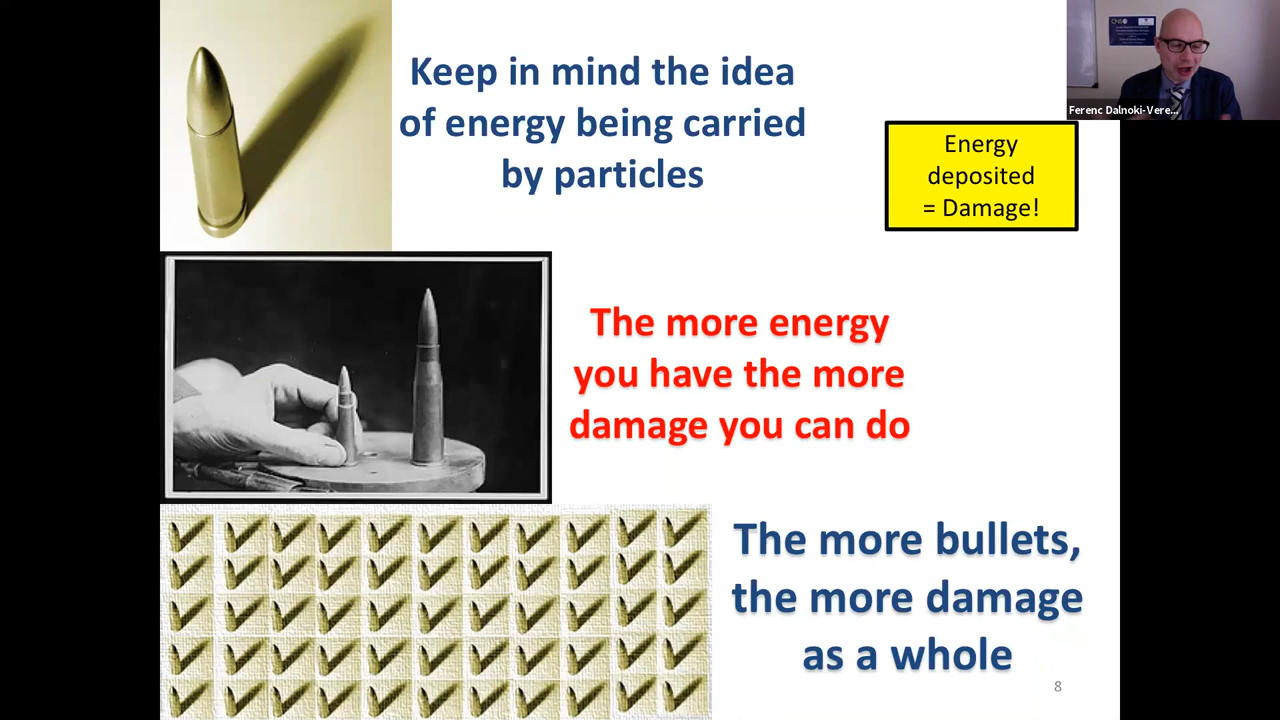 Keep in mind the idea
of energy being carried
by particles
Ferenc Dalnoki-Vere...
Energy
deposited
= Damage!
The more energy
you have the more
damage you can do
The more bullets,
the more damage
as a whole
8